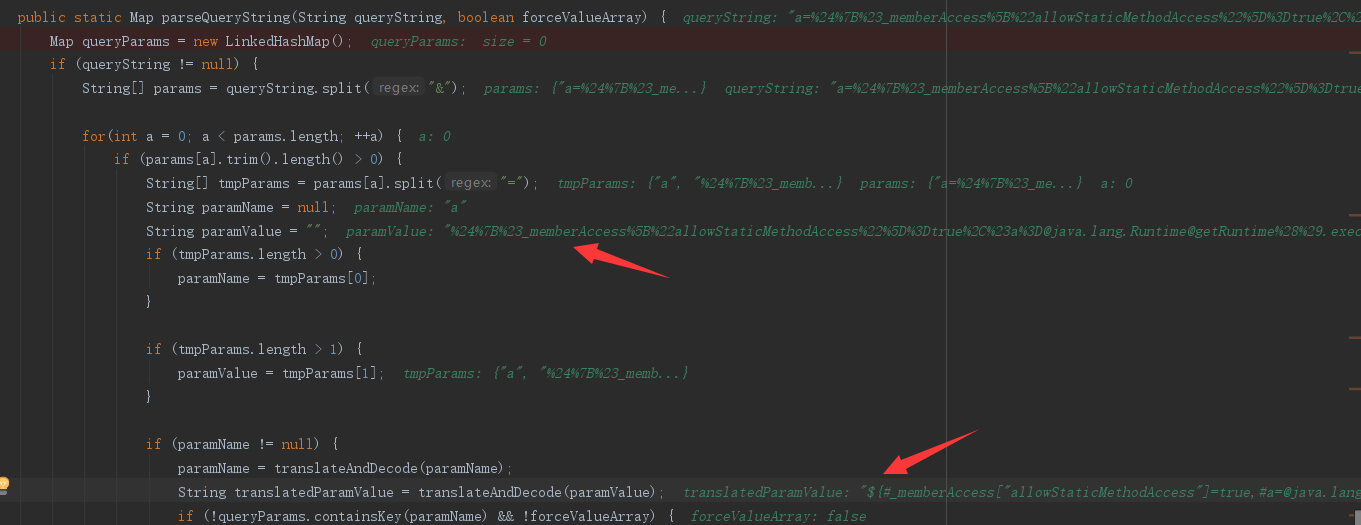 public static Map parseQueryString(String queryString, boolean forceValueArray) {  queryString: "a=%24%7B%23_memberAccess%5B%22allowStaticMethodAccess%22%5D%3Dtrue%2C%2
Map queryParams = new LinkedHashMap();  queryParams:  size = 0
if (queryString != null) {
String[] params = queryString.split( regex: "&");  params: {"a=%24%7B%23_me...}  queryString: "a=%24%7B%23_memberAccess%5B%22allowStaticMethodAccess%22%5D%3Dtrue
for(int a = 0; a < params.length; ++a) {  a: 0
if (params[a].trim().length() > 0) {
String[] tmpParams = params[a].split( regex: "=");  tmpParams: {"a", "%24%7B%23_memb...}  params: {"a=%24%7B%23_me...}  a: 0
String paramName = null;  paramName: "a"
String paramValue = "";  paramValue: "%24%7B%23_memberAccess%5B%22allowStaticMethodAccess%22%5D%3Dtrue%2C%23a%3D@java.lang.Runtime@getRuntime%28%29.exec
if (tmpParams.length > 0) {
paramName = tmpParams[0];
}
if (tmpParams.length > 1) {
paramValue = tmpParams[1];  tmpParams: {"a", "%24%7B%23_memb...}
}
if (paramName != null) {
paramName = translateAndDecode(paramName);
String translatedParamValue = translateAndDecode(paramValue);  translatedParamValue: "${#_memberAccess["allowStaticMethodAccess"]=true,#a=@java.lang
if (!queryParams.containsKey(paramName) && !forceValueArray) {  forceValueArray: false